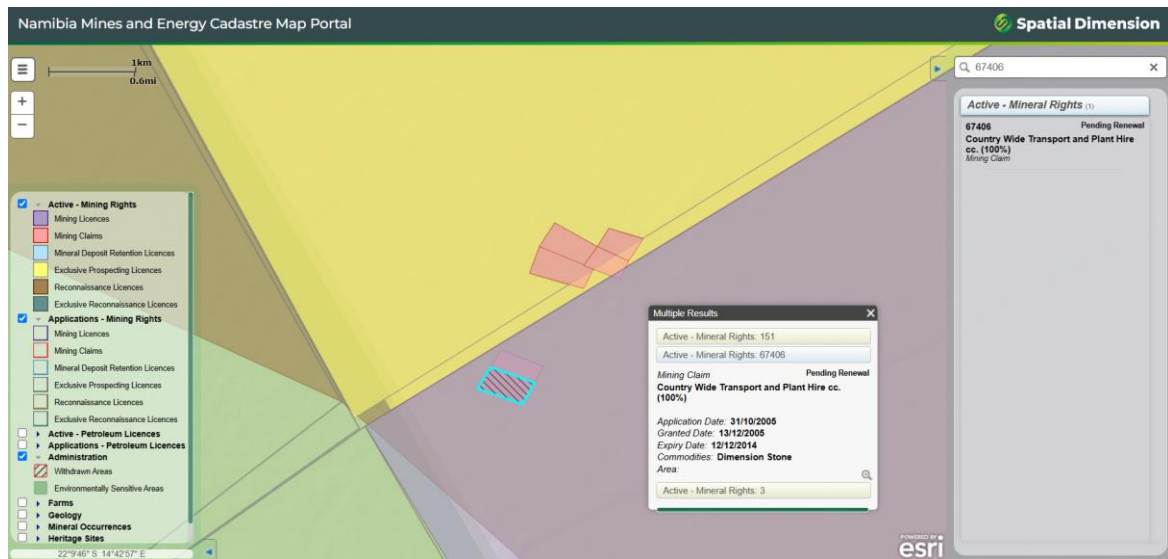 Namibia Mines and Energy Cadastre Map Portal
Spatial Dimension
1km
0.6mi
+
−
Active - Mining Rights
Mining Licences
Mining Claims
Mineral Deposit Retention Licences
Exclusive Prospecting Licences
Reconnaissance Licences
Exclusive Reconnaissance Licences
Applications - Mining Rights
Mining Licences
Mining Claims
Mineral Deposit Retention Licences
Exclusive Prospecting Licences
Reconnaissance Licences
Exclusive Reconnaissance Licences
Active - Petroleum Licences
Applications - Petroleum Licences
Administration
Withdrawn Areas
Environmentally Sensitive Areas
Farms
Geology
Mineral Occurrences
Heritage Sites
22°9'46" S 14°42'57" E
Multiple Results X
Active - Mineral Rights: 151
Active - Mineral Rights: 67406
Mining Claim Pending Renewal
Country Wide Transport and Plant Hire cc.
(100%)
Application Date: 31/10/2005
Granted Date: 13/12/2005
Expiry Date: 12/12/2014
Commodities: Dimension Stone
Area:
Active - Mineral Rights: 3
POWERED BY
esri
67406
Active - Mineral Rights (1)
67406 Pending Renewal
Country Wide Transport and Plant Hire
cc. (100%)
Mining Claim